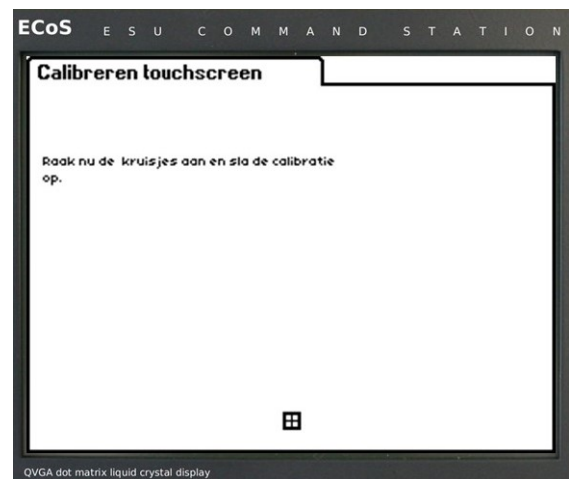 ECoS ESU COMMAND STATION
Calibreren touchscreen
Raak nu de kruisjes aan en sla de calibratie
op.
QVGA dot matrix liquid crystal display